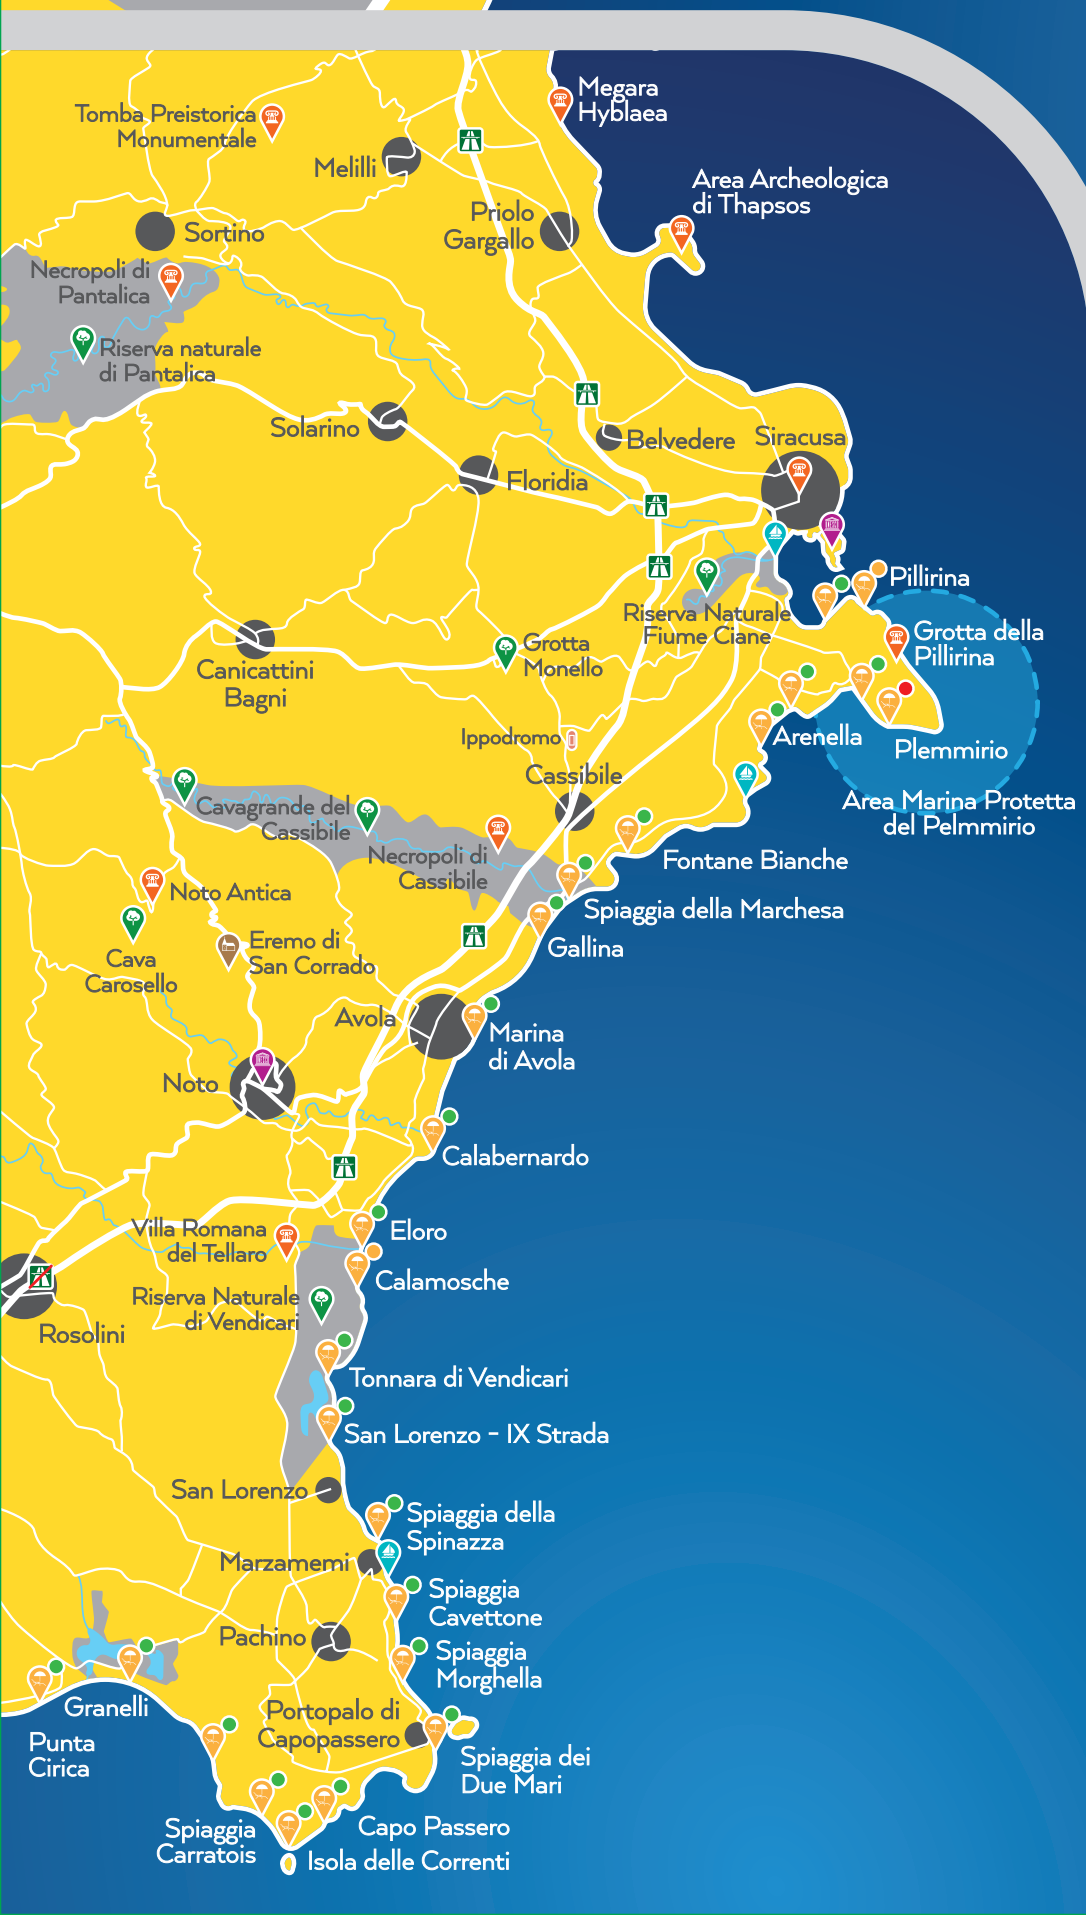 Megara
Hyblaea
Tomba Preistorica
Monumentale
Melilli
Area Archeologica
di Thapsos
Priolo
Gargallo
Sortino
Necropoli di
Pantalica
Riserva naturale
di Pantalica
Solarino
Belvedere
Siracusa
Floridia
Pillirina
Riserva Naturale
Fiume Ciane
Grotta della
Pillirina
Grotta
Monello
Canicattini
Bagni
Ippodromo
Arenella
Plemmirio
Cassibile
Area Marina Protetta
del Pelmmirio
Cavagrande del
Cassibile
Necropoli di
Cassibile
Fontane Bianche
Noto Antica
Spiaggia della Marchesa
Eremo di
San Corrado
Gallina
Cava
Carosello
Avola
Marina
di Avola
Noto
Calabernardo
Villa Romana
del Tellaro
Eloro
Calamosche
Riserva Naturale
di Vendicari
Rosolini
Tonnara di Vendicari
San Lorenzo - IX Strada
San Lorenzo
Spiaggia della
Spinazza
Marzamemi
Spiaggia
Cavettone
Pachino
Spiaggia
Morghella
Granelli
Portopalo di
Capopassero
Punta
Cirica
Spiaggia dei
Due Mari
Spiaggia
Carratois
Capo Passero
Isola delle Correnti